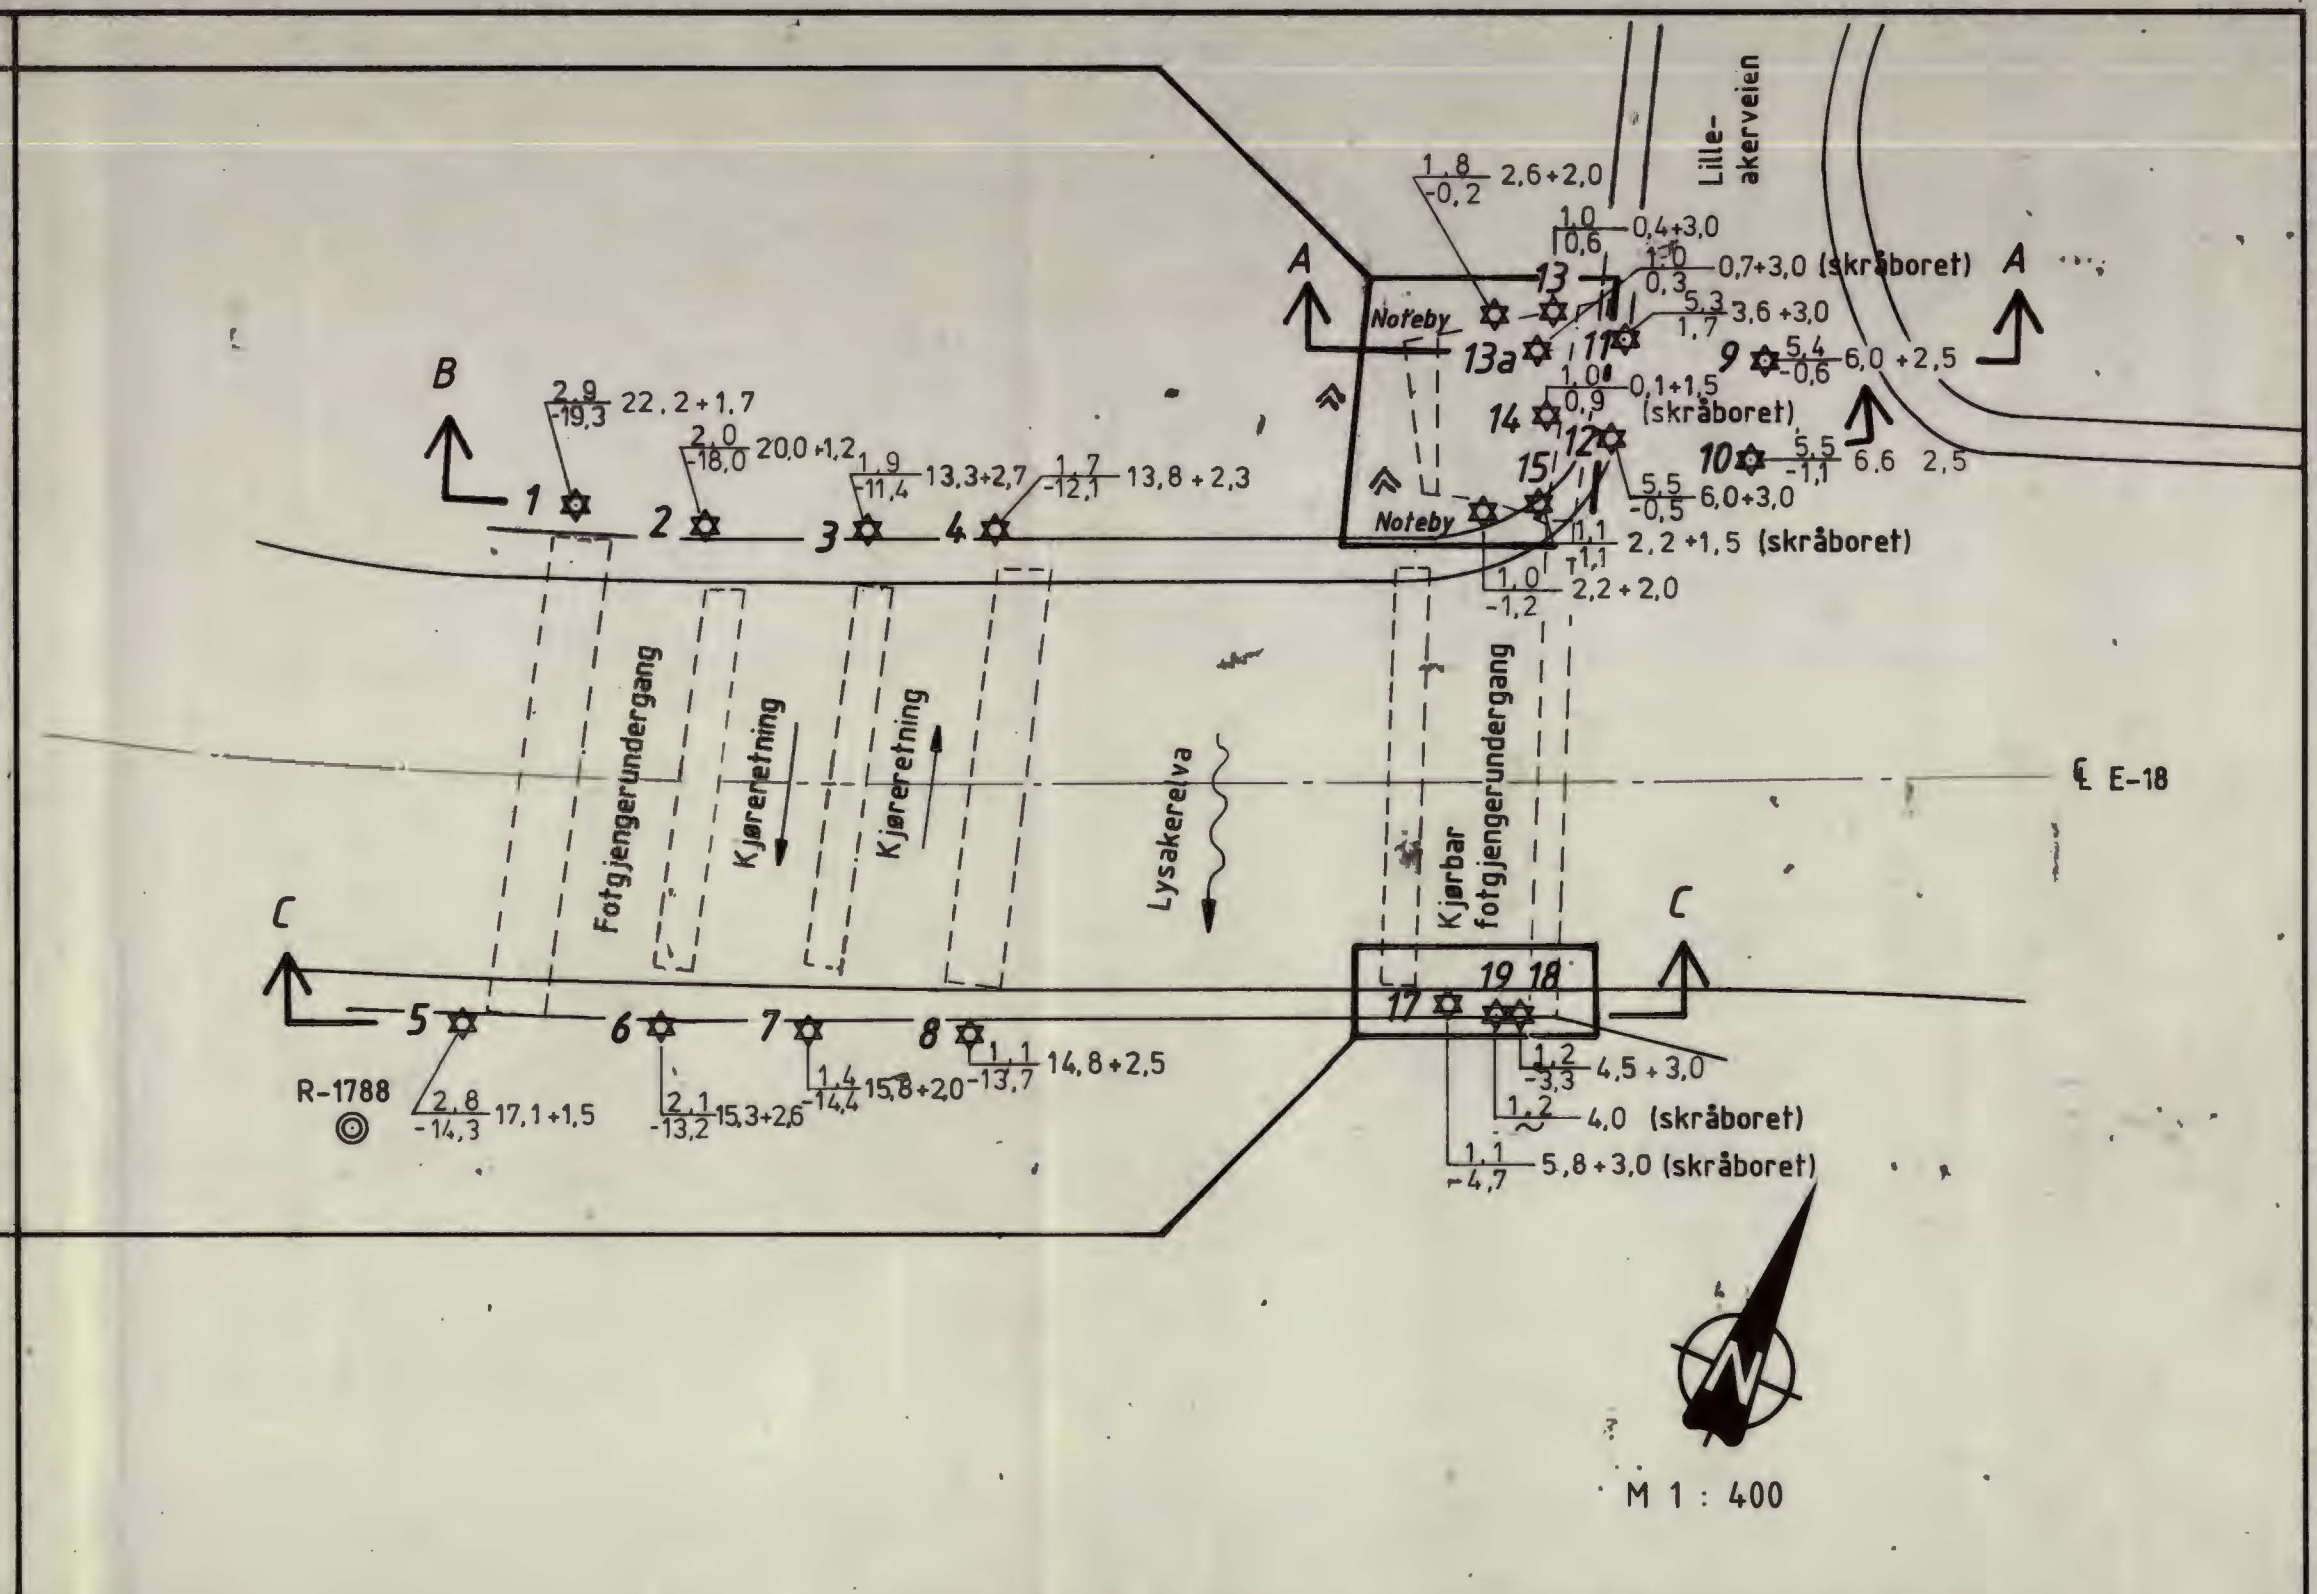 Lille-
akerveien
1,8 2,6+2,0
-0,2
1,0 0,4+3,0
0,6
A
13
1,0 0,7+3,0 (skråboret)
0,3
A
Noteby
5,3 3,6+3,0
1,7
13a
11
9
5,4 6,0+2,5
-0,6
B
2,9 22,2+1,7
-19,3
1,0 0,1+1,5
0,9 (skråboret)
14
12
10
5,5 6,6 2,5
-1,1
2,0 20,0+1,2
-18,0
1,9 13,3+2,7
-11,4
1,7 13,8+2,3
-12,1
15
5,5 6,0+3,0
-0,5
1
2
3
4
Noteby
1,1 2,2+1,5 (skråboret)
-1,1
1,0 2,2+2,0
-1,2
Fotgjengerundergang
Kjøreretning
Kjøreretning
Lysakerelva
Kjørbar
fotgjengerundergang
℄ E-18
C
C
19 18
17
5
6
7
8
1,1 14,8+2,5
-13,7
1,2 4,5+3,0
-3,3
R-1788
2,8 17,1+1,5
-14,3
2,1 15,3+2,6
-13,2
1,4 15,8+2,0
-14,4
1,2 4,0 (skråboret)
~
1,1 5,8+3,0 (skråboret)
-4,7
N
M 1 : 400